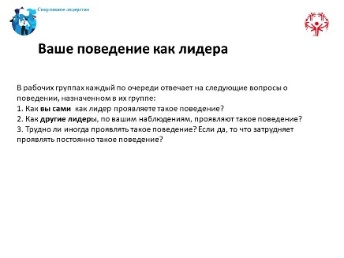 Спортивное лидерство
Ваше поведение как лидера
В рабочих группах каждый по очереди отвечает на следующие вопросы о
поведении, назначенном в их группе:
1. Как вы сами как лидер проявляете такое поведение?
2. Как другие лидеры, по вашим наблюдениям, проявляют такое поведение?
3. Трудно ли иногда проявлять такое поведение? Если да, то что затрудняет
проявлять постоянно такое поведение?